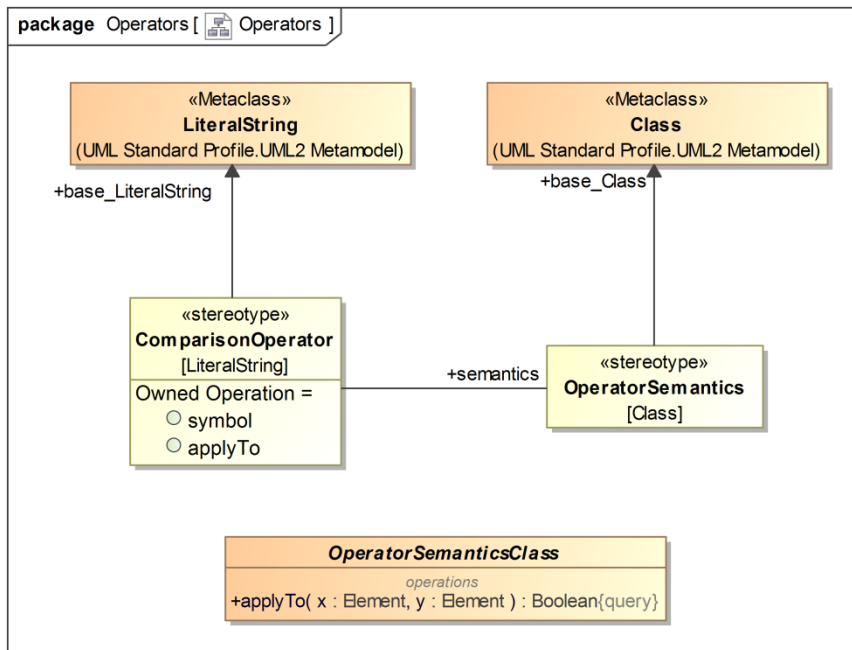 package Operators [ Operators ]
«Metaclass»
LiteralString
(UML Standard Profile.UML2 Metamodel)
«Metaclass»
Class
(UML Standard Profile.UML2 Metamodel)
+base_LiteralString
+base_Class
«stereotype»
ComparisonOperator
[LiteralString]
Owned Operation =
symbol
applyTo
+semantics
«stereotype»
OperatorSemantics
[Class]
OperatorSemanticsClass
operations
+applyTo( x : Element, y : Element ) : Boolean{query}